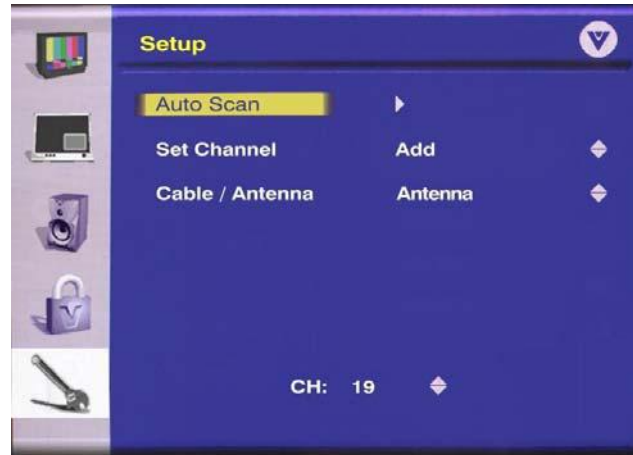 Setup
Auto Scan
Set Channel Add
Cable / Antenna Antenna
CH: 19